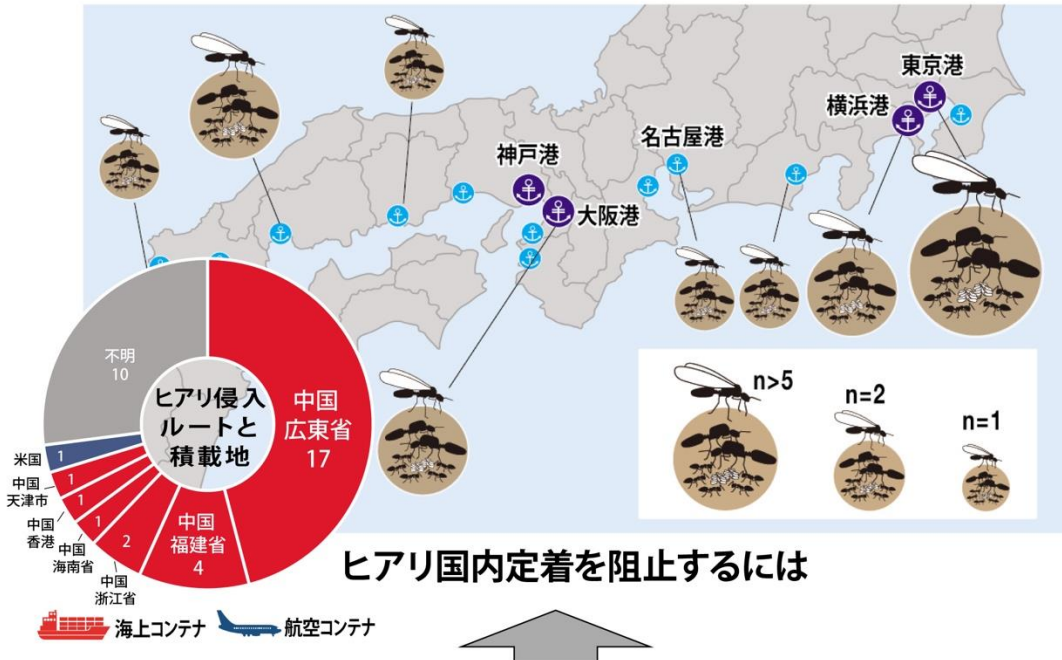 東京港
横浜港
名古屋港
神戸港
大阪港
n>5
n=2
n=1
ヒアリ侵入
ルートと
積載地
中国
広東省
17
中国
福建省
4
2
中国
浙江省
1
中国
海南省
1
中国
香港
1
中国
天津市
1
米国
不明
10
ヒアリ国内定着を阻止するには
海上コンテナ
航空コンテナ